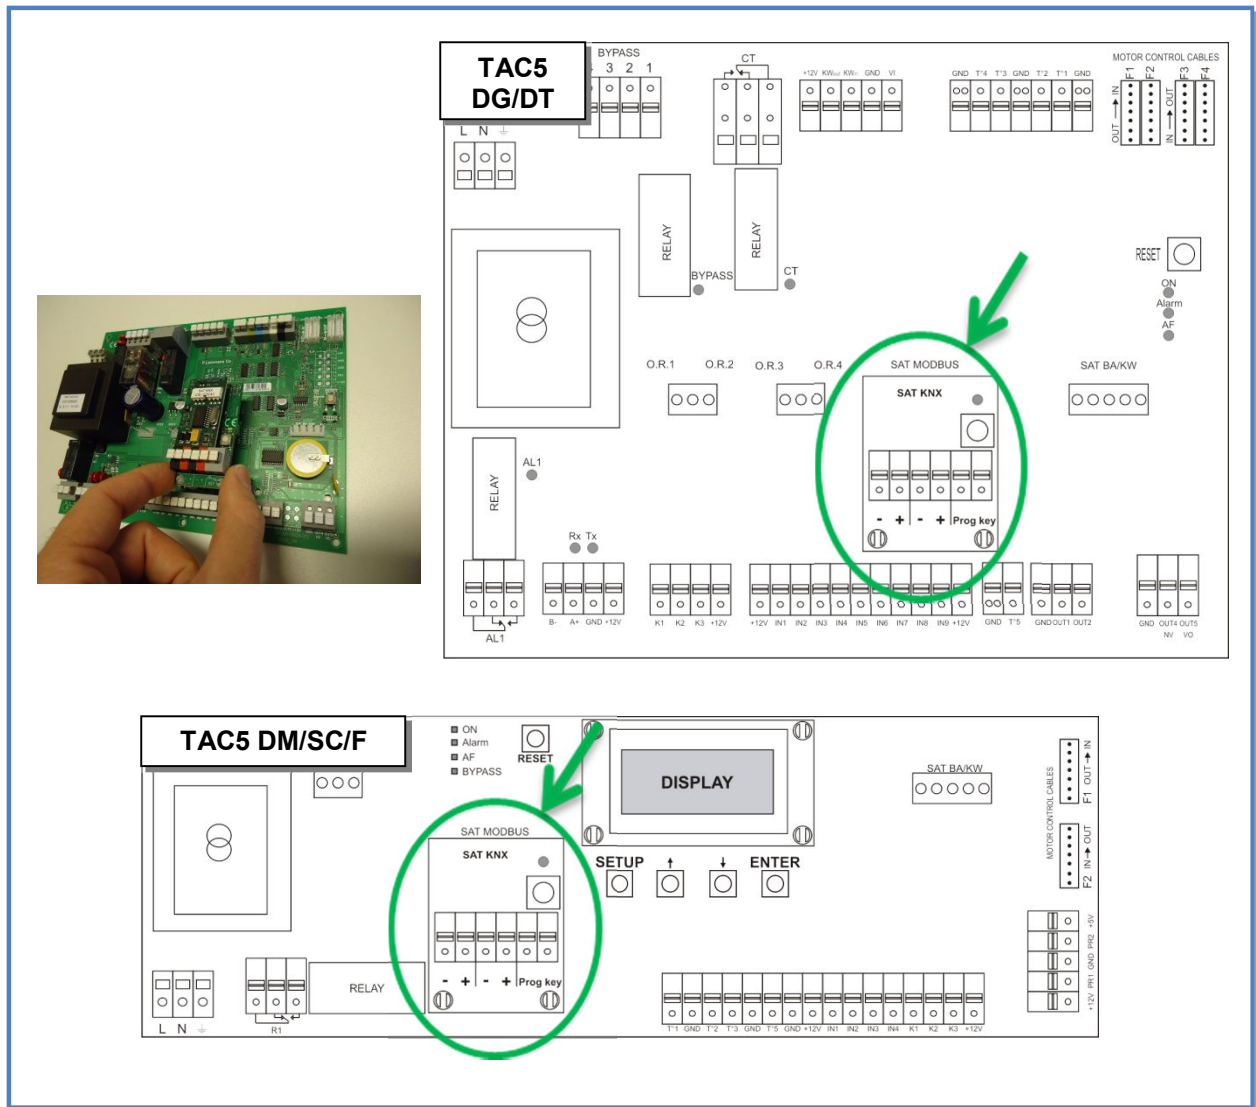 TAC5
DG/DT
BYPASS
3 2 1
CT
+12V KWout KWin GND VI
GND T°4 T°3 GND T°2 T°1 GND
MOTOR CONTROL CABLES
F1 F2 F3 F4
OUT → IN
IN → OUT
L N
RELAY
RELAY
BYPASS
CT
RESET
ON
Alarm
AF
O.R.1 O.R.2 O.R.3 O.R.4
SAT MODBUS
SAT BA/KW
SAT KNX
- + - + Prog key
RELAY
AL1
Rx Tx
AL1
B- A+ GND +12V
K1 K2 K3 +12V
+12V IN1 IN2 IN3 IN4 IN5 IN6 IN7 IN8 IN9 +12V
GND T°5
GND OUT1 OUT2
GND OUT4 OUT5
NV VO
TAC5 DM/SC/F
ON
Alarm
AF
BYPASS
RESET
DISPLAY
SAT BA/KW
MOTOR CONTROL CABLES
F1 OUT → IN
F2 IN → OUT
SAT MODBUS
SAT KNX
- + - + Prog key
SETUP ↑ ↓ ENTER
+5V
PR2
GND
PR1
+12V
RELAY
L N
R1
T°1 GND T°2 T°3 GND T°5 GND +12V IN1 IN2 IN3 IN4 K1 K2 K3 +12V